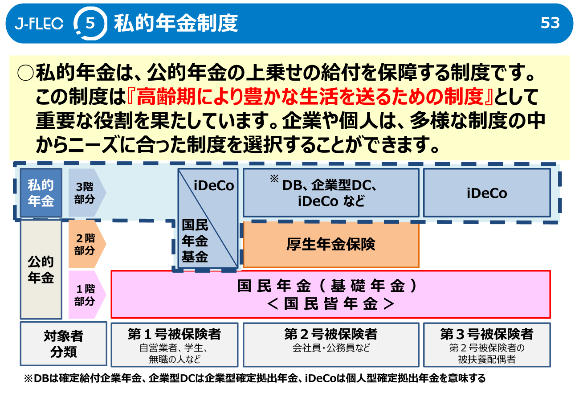 J-FLEC 5 私的年金制度 53
○私的年金は、公的年金の上乗せの給付を保障する制度です。
この制度は『高齢期により豊かな生活を送るための制度』として
重要な役割を果たしています。企業や個人は、多様な制度の中
からニーズに合った制度を選択することができます。
私的
年金
3階
部分
iDeCo
国民
年金
基金
※ DB、企業型DC、
iDeCo など
iDeCo
公的
年金
2階
部分
厚生年金保険
1階
部分
国民年金（基礎年金）
＜国民皆年金＞
対象者
分類
第1号被保険者
自営業者、学生、
無職の人など
第2号被保険者
会社員・公務員など
第3号被保険者
第2号被保険者の
被扶養配偶者
※DBは確定給付企業年金、企業型DCは企業型確定拠出年金、iDeCoは個人型確定拠出年金を意味する